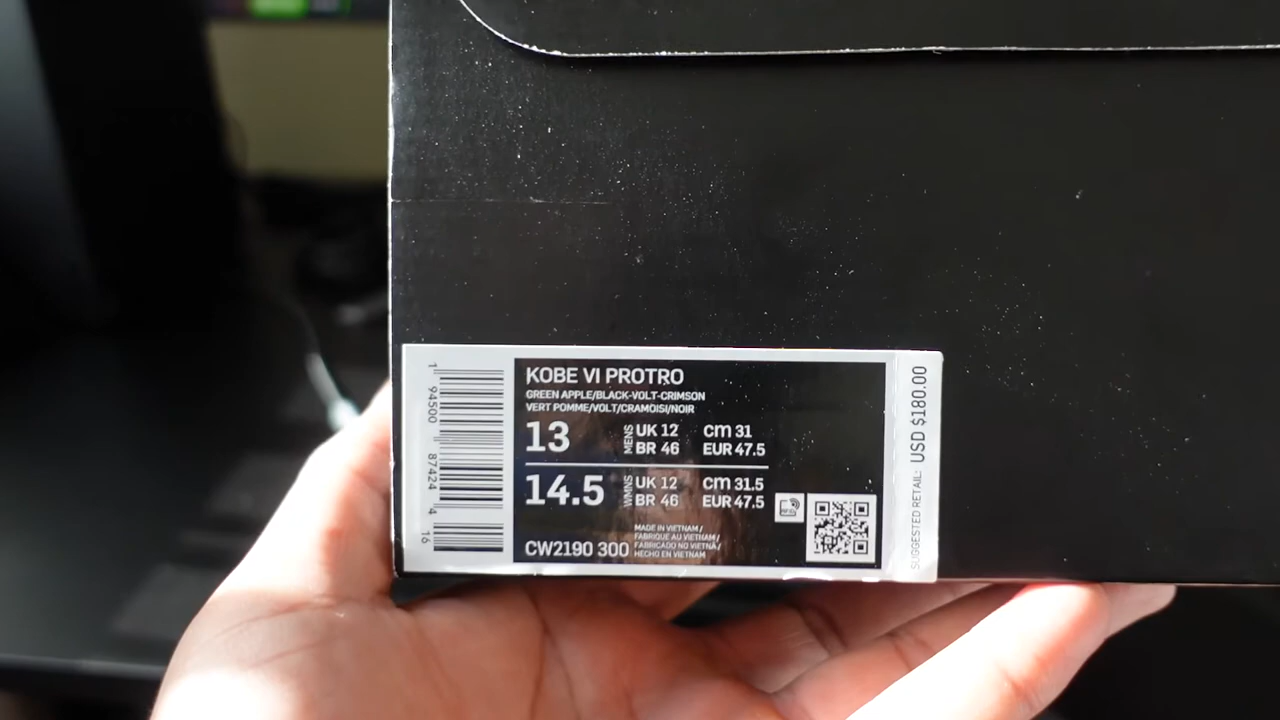 KOBE VI PROTRO
GREEN APPLE/BLACK-VOLT-CRIMSON
VERT POMME/VOLT/CRAMOISI/NOIR
13
MENS
UK 12 cm 31
BR 46 EUR 47.5
14.5
WMNS
UK 12 cm 31.5
BR 46 EUR 47.5
CW2190 300
MADE IN VIETNAM /
FABRIQUE AU VIETNAM /
FABRICADO NO VIETNÃ /
HECHO EN VIETNAM
1 94500 87424 4 16
SUGGESTED RETAIL: USD $180.00